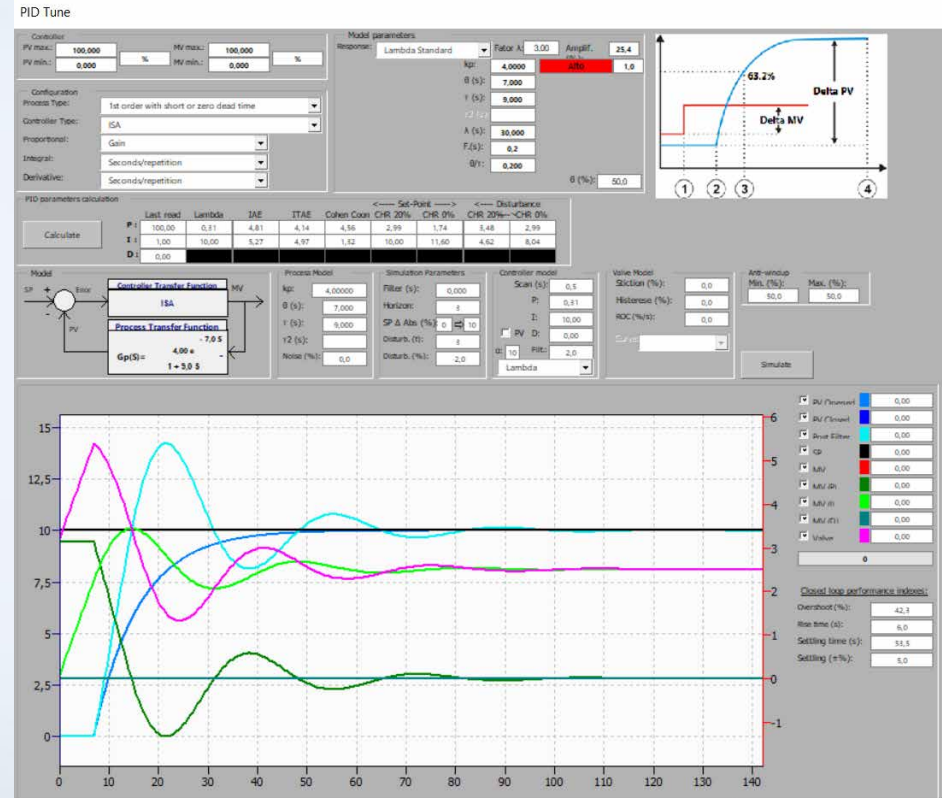 PID Tune
Controller
PV max.: 100,000 % MV max.: 100,000 %
PV min.: 0,000 MV min.: 0,000
Configuration
Process Type: 1st order with short or zero dead time
Controller Type: ISA
Proportional: Gain
Integral: Seconds/repetition
Derivative: Seconds/repetition
Model parameters
Response: Lambda Standard Fator λ: 3,00 Amplif. 25,4
kp: 4,0000 Alto 1,0
θ (s): 7,000
τ (s): 9,000
τ2 (s):
λ (s): 30,000
F.(s): 0,2
θ/τ: 0,200
θ (%): 50,0
63.2%
Delta PV
Delta MV
1 2 3 4
PID parameters calculation
<----- Set-Point -----> <---- Disturbance
Last read Lambda IAE ITAE Cohen Coon CHR 20% CHR 0% CHR 20% CHR 0%
Calculate
P: 100,00 0,31 4,81 4,14 4,56 2,99 1,74 3,48 2,99
I: 1,00 10,00 5,27 4,97 1,32 10,00 11,60 4,62 8,04
D: 0,00
Model
SP + Error Controller Transfer Function MV
ISA
-
PV
Process Transfer Function
Gp(S)= 4,00 e - 7,0 S
1 + 9,0 S
Process Model
kp: 4,00000
θ (s): 7,000
τ (s): 9,000
τ2 (s):
Noise (%): 0,0
Simulation Parameters
Filter (s): 0,000
Horizon:
SP Δ Abs (%): 0 10
Disturb. (t):
Disturb. (%): -2,0
Controller model
Scan (s): 0,5
P: 0,31
I: 10,00
PV D: 0,00
α: 10 Filt.: 2,0
Lambda
Valve Model
Stiction (%): 0,0
Histerese (%): 0,0
ROC (%/s): 0,0
Anti-windup
Min. (%): Max. (%):
50,0 50,0
Simulate
15
12,5
10
7,5
5
2,5
0
6
5
4
3
2
1
0
-1
0 10 20 30 40 50 60 70 80 90 100 110 120 130 140
PV Opened 0,00
PV Closed 0,00
Post Filter 0,00
SP 0,00
MV 0,00
MV (P) 0,00
MV (I) 0,00
MV (D) 0,00
Valve 0,00
0
Closed loop performance indexes:
Overshoot (%): 42,3
Rise time (s): 6,0
Settling time (s): 53,5
Settling (±%): 5,0